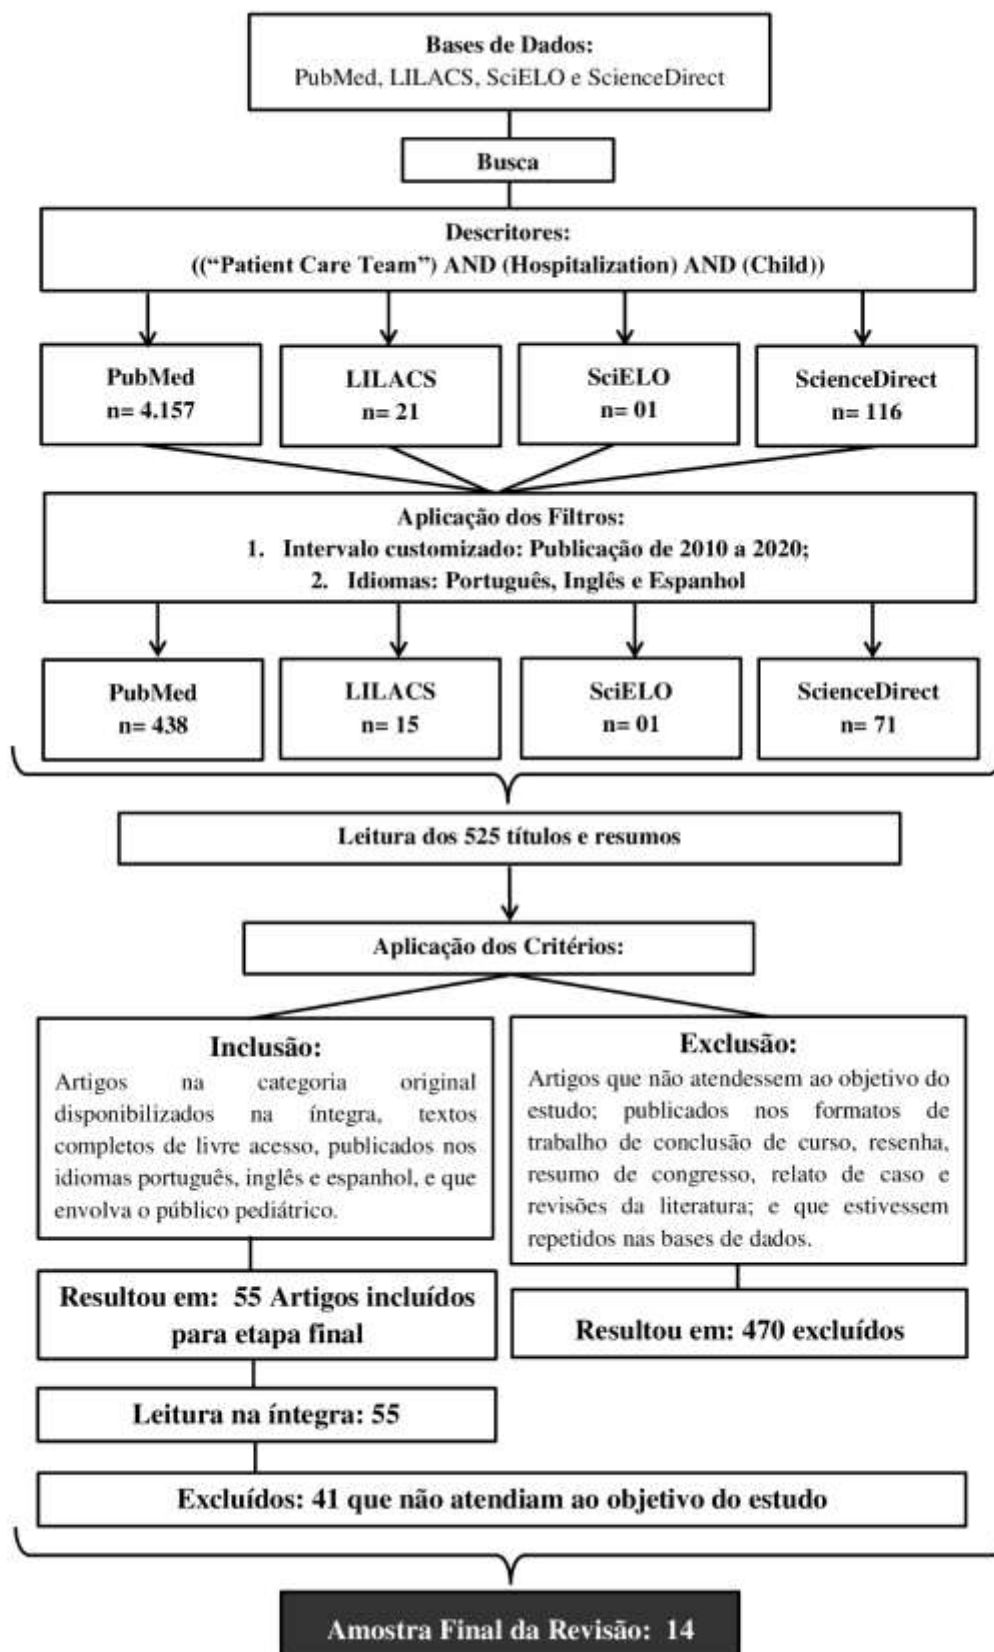 Bases de Dados:
PubMed, LILACS, SciELO e ScienceDirect
Busca
Descritores:
((“Patient Care Team”) AND (Hospitalization) AND (Child))
PubMed
n= 4.157
LILACS
n= 21
SciELO
n= 01
ScienceDirect
n= 116
Aplicação dos Filtros:
1. Intervalo customizado: Publicação de 2010 a 2020;
2. Idiomas: Português, Inglês e Espanhol
PubMed
n= 438
LILACS
n= 15
SciELO
n= 01
ScienceDirect
n= 71
Leitura dos 525 títulos e resumos
Aplicação dos Critérios:
Inclusão:
Artigos na categoria original
disponibilizados na íntegra, textos
completos de livre acesso, publicados nos
idiomas português, inglês e espanhol, e que
envolva o público pediátrico.
Exclusão:
Artigos que não atendessem ao objetivo do
estudo; publicados nos formatos de
trabalho de conclusão de curso, resenha,
resumo de congresso, relato de caso e
revisões da literatura; e que estivessem
repetidos nas bases de dados.
Resultou em: 55 Artigos incluídos
para etapa final
Resultou em: 470 excluídos
Leitura na íntegra: 55
Excluídos: 41 que não atendiam ao objetivo do estudo
Amostra Final da Revisão: 14